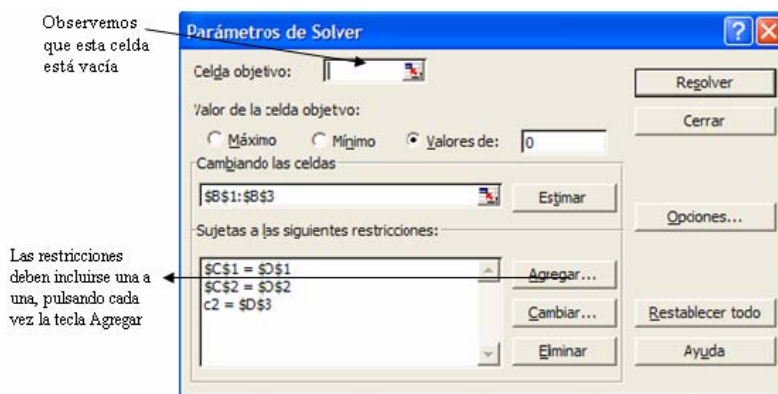 Observemos
que esta celda
está vacía
Parámetros de Solver
Celda objetivo:
Resolver
Valor de la celda objetvo:
Cerrar
Máximo
Mínimo
Valores de:
0
Cambiando las celdas
$B$1:$B$3
Estimar
Opciones...
Sujetas a las siguientes restricciones:
Las restricciones
deben incluirse una a
una, pulsando cada
vez la tecla Agregar
$C$1 = $D$1
$C$2 = $D$2
c2 = $D$3
Agregar...
Cambiar...
Restablecer todo
Eliminar
Ayuda